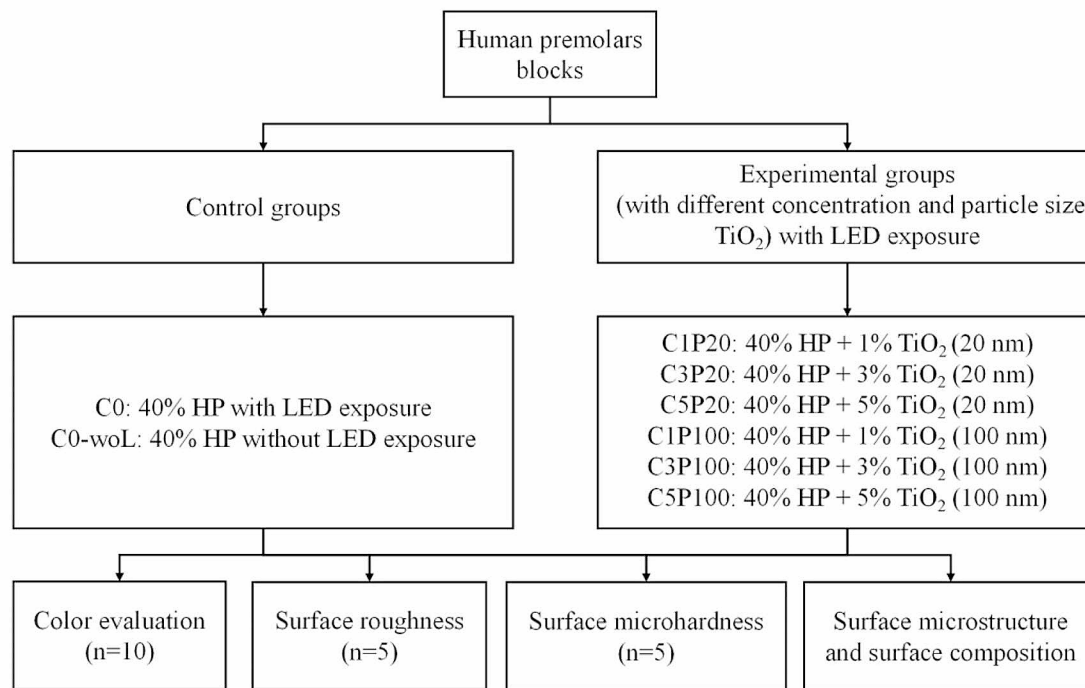 Human premolars
blocks
Control groups
Experimental groups
(with different concentration and particle size
TiO₂) with LED exposure
C0: 40% HP with LED exposure
C0-woL: 40% HP without LED exposure
C1P20: 40% HP + 1% TiO₂ (20 nm)
C3P20: 40% HP + 3% TiO₂ (20 nm)
C5P20: 40% HP + 5% TiO₂ (20 nm)
C1P100: 40% HP + 1% TiO₂ (100 nm)
C3P100: 40% HP + 3% TiO₂ (100 nm)
C5P100: 40% HP + 5% TiO₂ (100 nm)
Color evaluation
(n=10)
Surface roughness
(n=5)
Surface microhardness
(n=5)
Surface microstructure
and surface composition